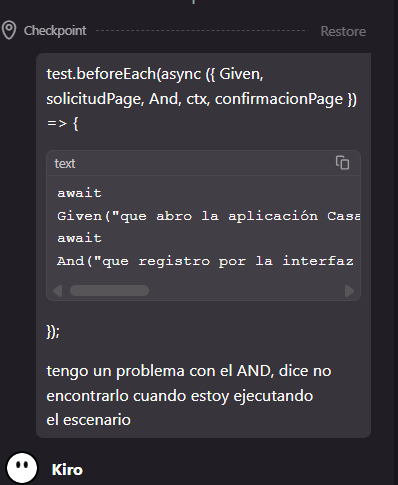 Checkpoint
Restore
test.beforeEach(async ({ Given,
solicitudPage, And, ctx, confirmacionPage })
=> {
text
await
Given("que abro la aplicación Casa
await
And("que registro por la interfaz
});
tengo un problema con el AND, dice no
encontrarlo cuando estoy ejecutando
el escenario
Kiro